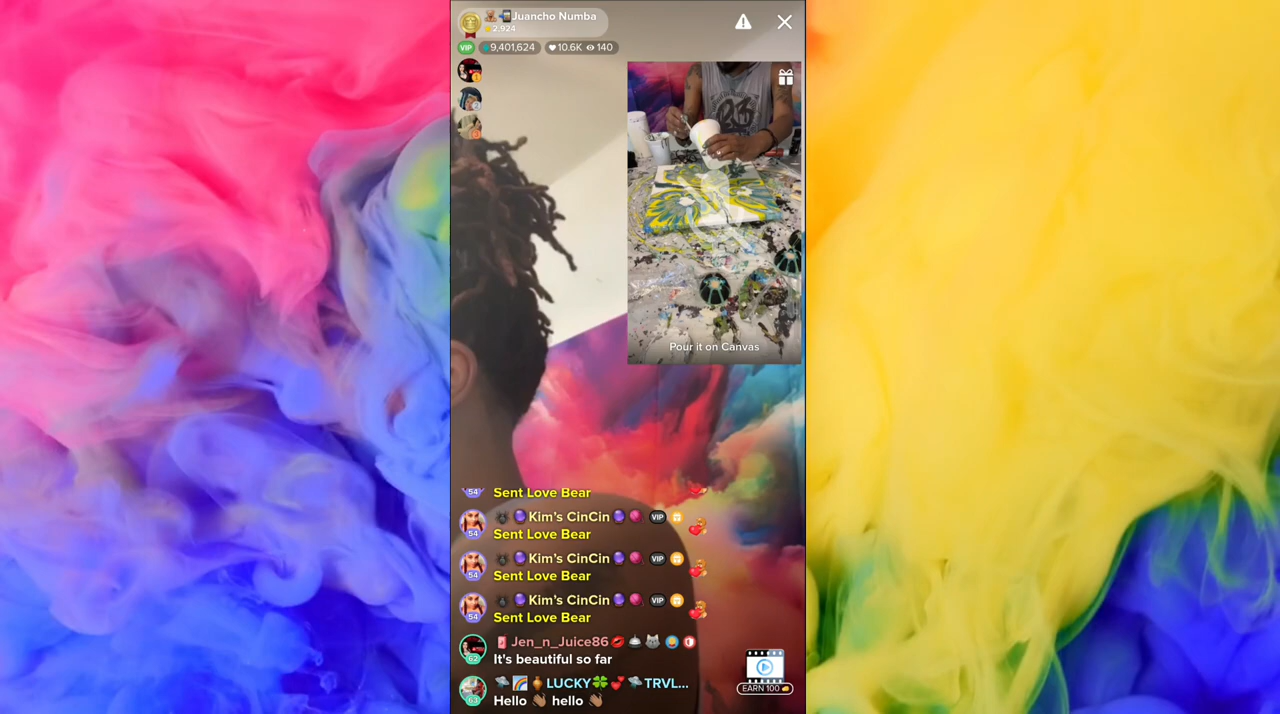 Juancho Numba
2,924
VIP
9,401,624
10.6K
140
Pour it on Canvas
54
Sent Love Bear
Kim's CinCin
VIP
54
Sent Love Bear
Kim's CinCin
VIP
54
Sent Love Bear
Kim's CinCin
VIP
54
Sent Love Bear
Jen_n_Juice86
62
It's beautiful so far
LUCKY🍀💕🛸TRVL...
63
Hello 👋🏽 hello 👋🏽
EARN 100